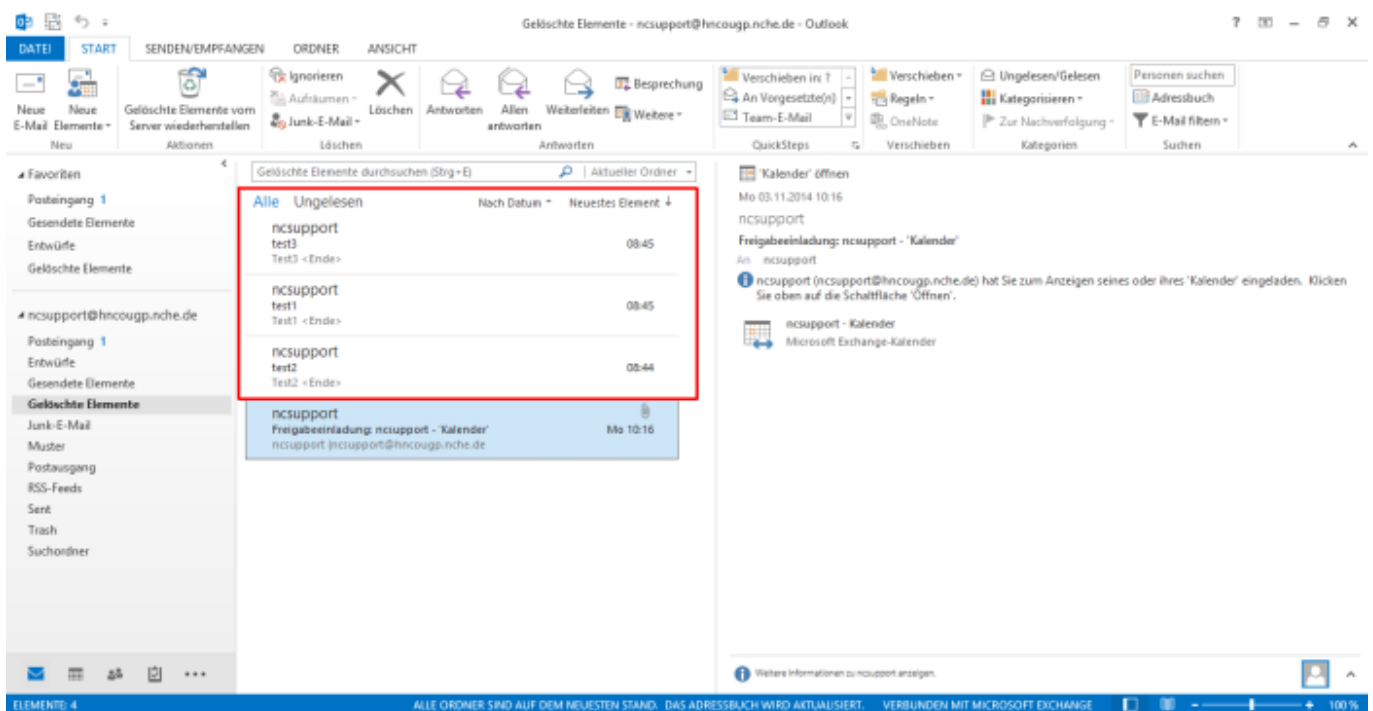 Gelöschte Elemente - ncsupport@hncougp.nche.de - Outlook
?
DATEI START SENDEN/EMPFANGEN ORDNER ANSICHT
Neue E-Mail
Neue Elemente
Gelöschte Elemente vom Server wiederherstellen
Ignorieren
Aufräumen
Junk-E-Mail
Löschen
Antworten
Allen antworten
Weiterleiten
Besprechung
Weitere
Verschieben in: ?
An Vorgesetzte(n)
Team-E-Mail
Verschieben
Regeln
OneNote
Ungelesen/Gelesen
Kategorisieren
Zur Nachverfolgung
Personen suchen
Adressbuch
E-Mail filtern
Neu Aktionen Löschen Antworten QuickSteps Verschieben Kategorien Suchen
Favoriten
Posteingang 1
Gesendete Elemente
Entwürfe
Gelöschte Elemente
ncsupport@hncougp.nche.de
Posteingang 1
Entwürfe
Gesendete Elemente
Gelöschte Elemente
Junk-E-Mail
Muster
Postausgang
RSS-Feeds
Sent
Trash
Suchordner
Gelöschte Elemente durchsuchen (Strg+E) Aktueller Ordner
Alle Ungelesen Nach Datum Neuestes Element ↓
ncsupport
test3 08:45
Test3 <Ende>
ncsupport
test1 08:45
Test1 <Ende>
ncsupport
test2 08:44
Test2 <Ende>
ncsupport
Freigabeeinladung: ncsupport - 'Kalender' Mo 10:16
ncsupport (ncsupport@hncougp.nche.de
'Kalender' öffnen
Mo 03.11.2014 10:16
ncsupport
Freigabeeinladung: ncsupport - 'Kalender'
An ncsupport
ncsupport (ncsupport@hncougp.nche.de) hat Sie zum Anzeigen seines oder ihres 'Kalender' eingeladen. Klicken
Sie oben auf die Schaltfläche 'Öffnen'.
ncsupport - Kalender
Microsoft Exchange-Kalender
Weitere Informationen zu ncsupport anzeigen.
ELEMENTE: 4 ALLE ORDNER SIND AUF DEM NEUESTEN STAND. DAS ADRESSBUCH WIRD AKTUALISIERT. VERBUNDEN MIT MICROSOFT EXCHANGE 100 %